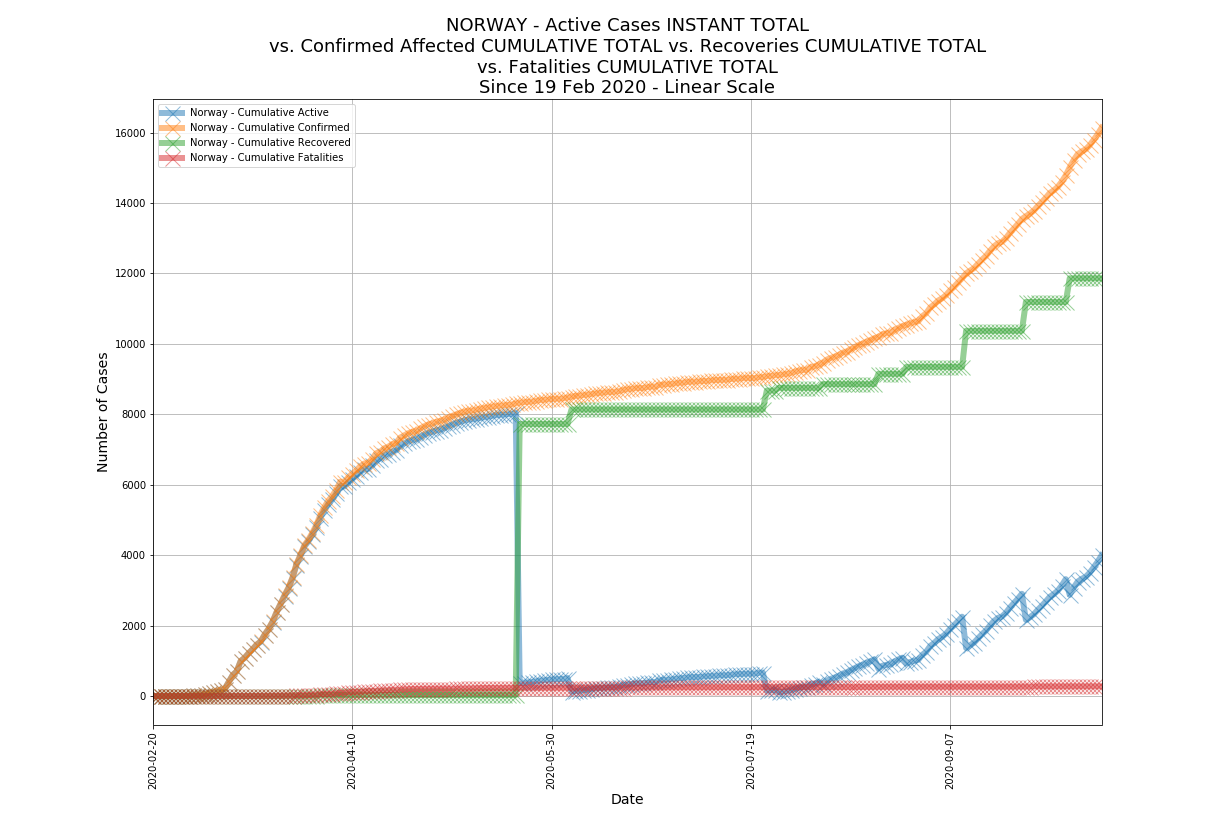 NORWAY - Active Cases INSTANT TOTAL
vs. Confirmed Affected CUMULATIVE TOTAL vs. Recoveries CUMULATIVE TOTAL
vs. Fatalities CUMULATIVE TOTAL
Since 19 Feb 2020 - Linear Scale
Norway - Cumulative Active
Norway - Cumulative Confirmed
Norway - Cumulative Recovered
Norway - Cumulative Fatalities
16000
14000
12000
10000
8000
6000
4000
2000
0
Number of Cases
2020-02-20
2020-04-10
2020-05-30
2020-07-19
2020-09-07
Date